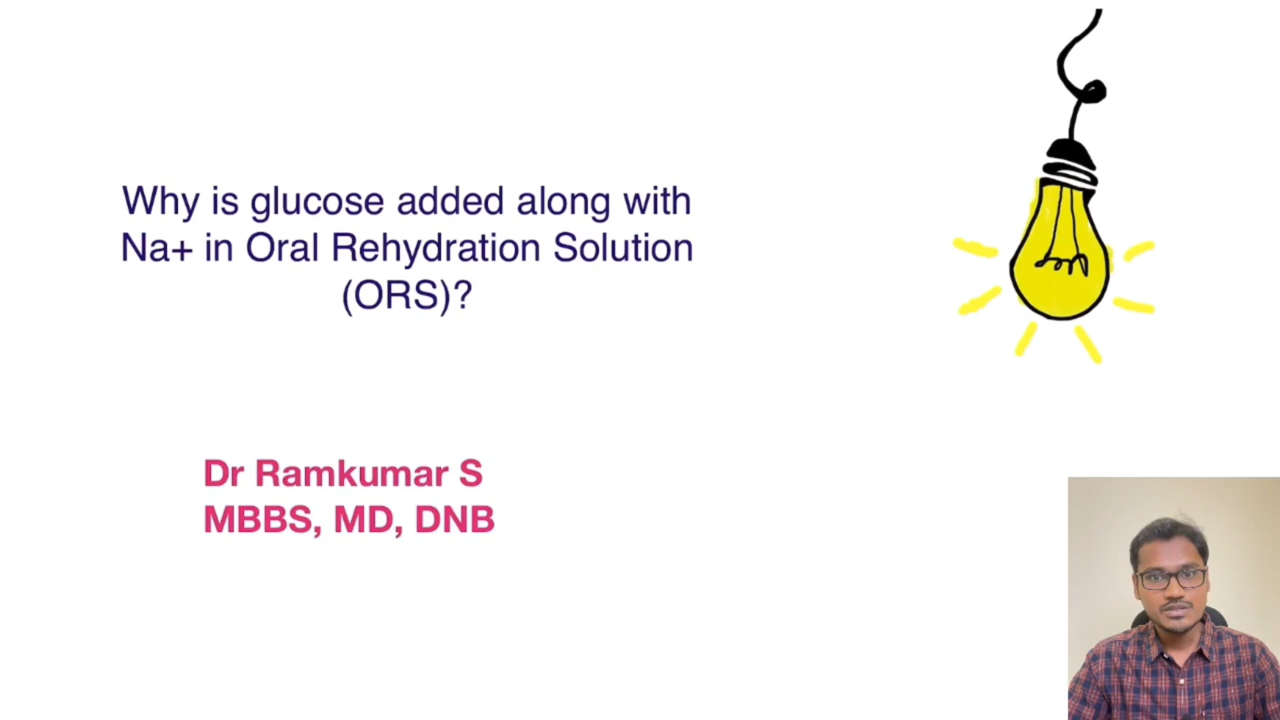 Why is glucose added along with
Na+ in Oral Rehydration Solution
(ORS)?
Dr Ramkumar S
MBBS, MD, DNB